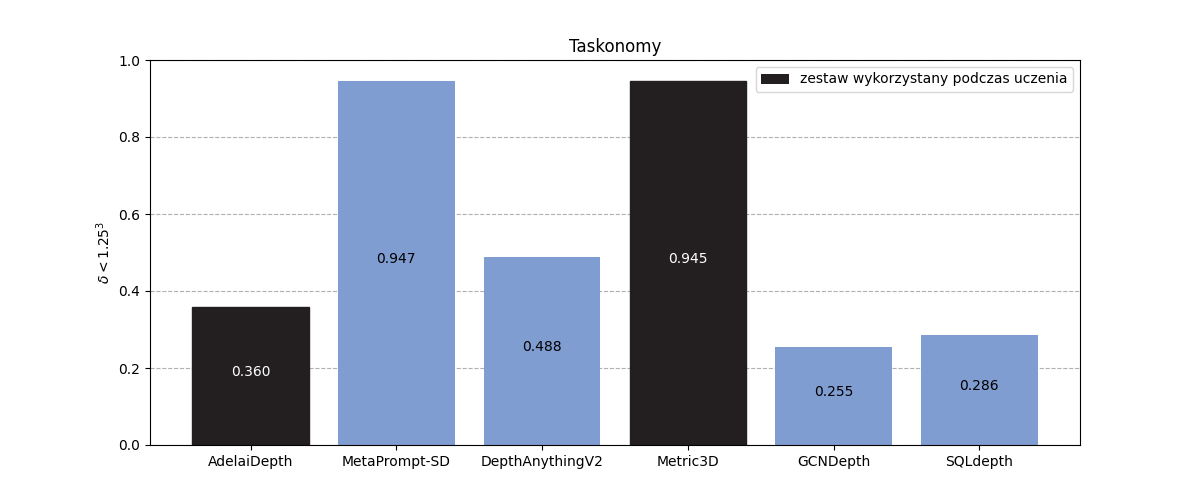 Taskonomy
zestaw wykorzystany podczas uczenia
δ < 1.25³
1.0
0.8
0.6
0.4
0.2
0.0
0.360
0.947
0.488
0.945
0.255
0.286
AdelaiDepth
MetaPrompt-SD
DepthAnythingV2
Metric3D
GCNDepth
SQLdepth